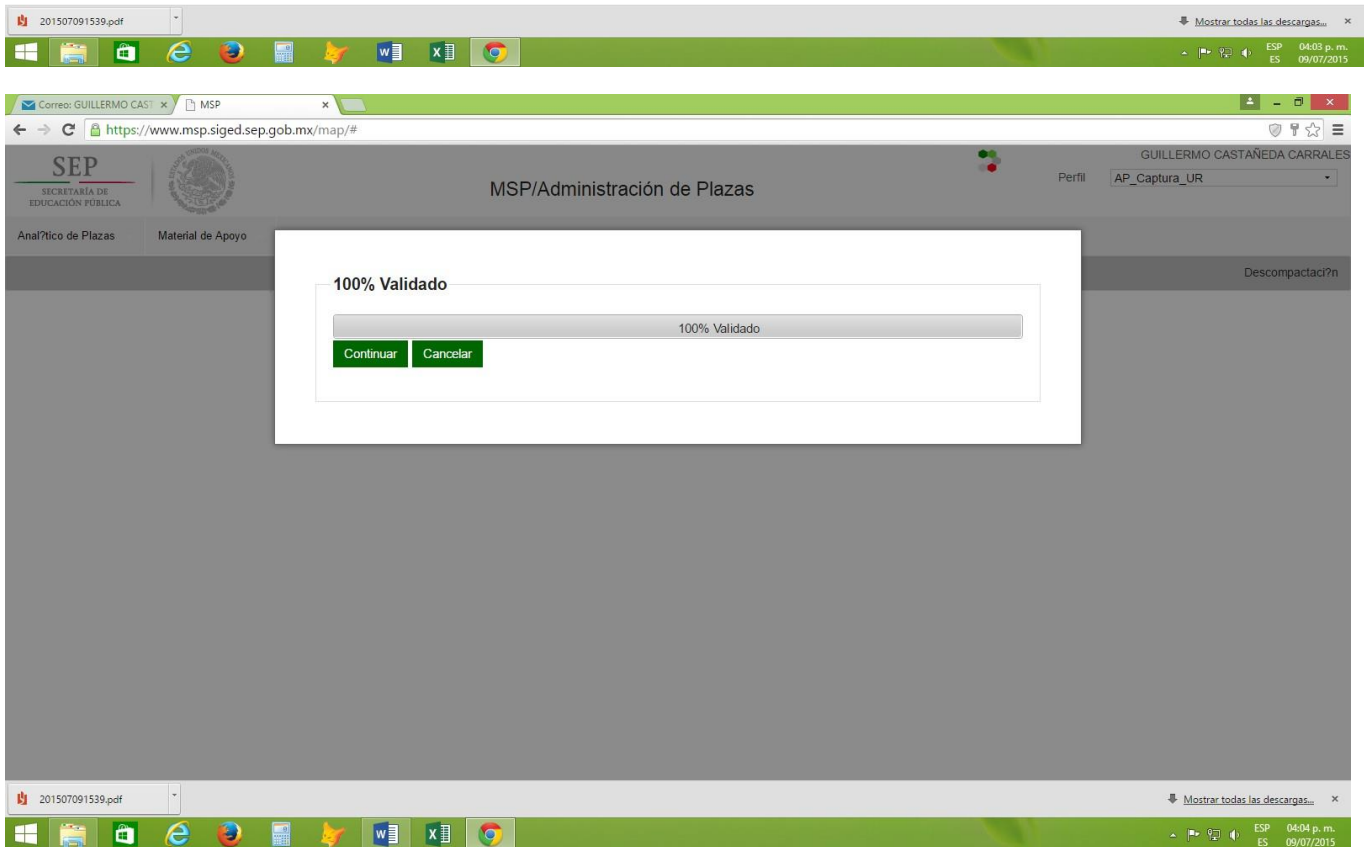 201507091539.pdf
Mostrar todas las descargas...
ESP 04:03 p. m.
ES 09/07/2015
Correo: GUILLERMO CAST
MSP
https://www.msp.siged.sep.gob.mx/map/#
SEP
SECRETARÍA DE
EDUCACIÓN PÚBLICA
ESTADOS UNIDOS MEXICANOS
MSP/Administración de Plazas
GUILLERMO CASTAÑEDA CARRALES
Perfil AP_Captura_UR
Anal?tico de Plazas Material de Apoyo
Descompactaci?n
100% Validado
100% Validado
Continuar Cancelar
201507091539.pdf
Mostrar todas las descargas...
ESP 04:04 p. m.
ES 09/07/2015